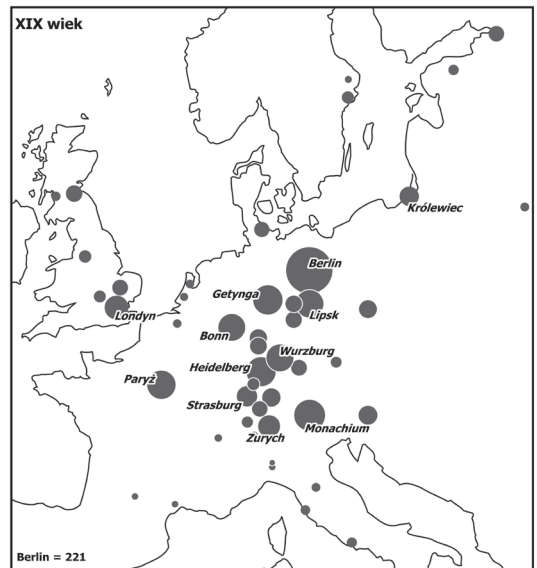 XIX wiek
Królewiec
Berlin
Getynga
Lipsk
Londyn
Bonn
Wurzburg
Heidelberg
Paryż
Strasburg
Monachium
Zurych
Berlin = 221